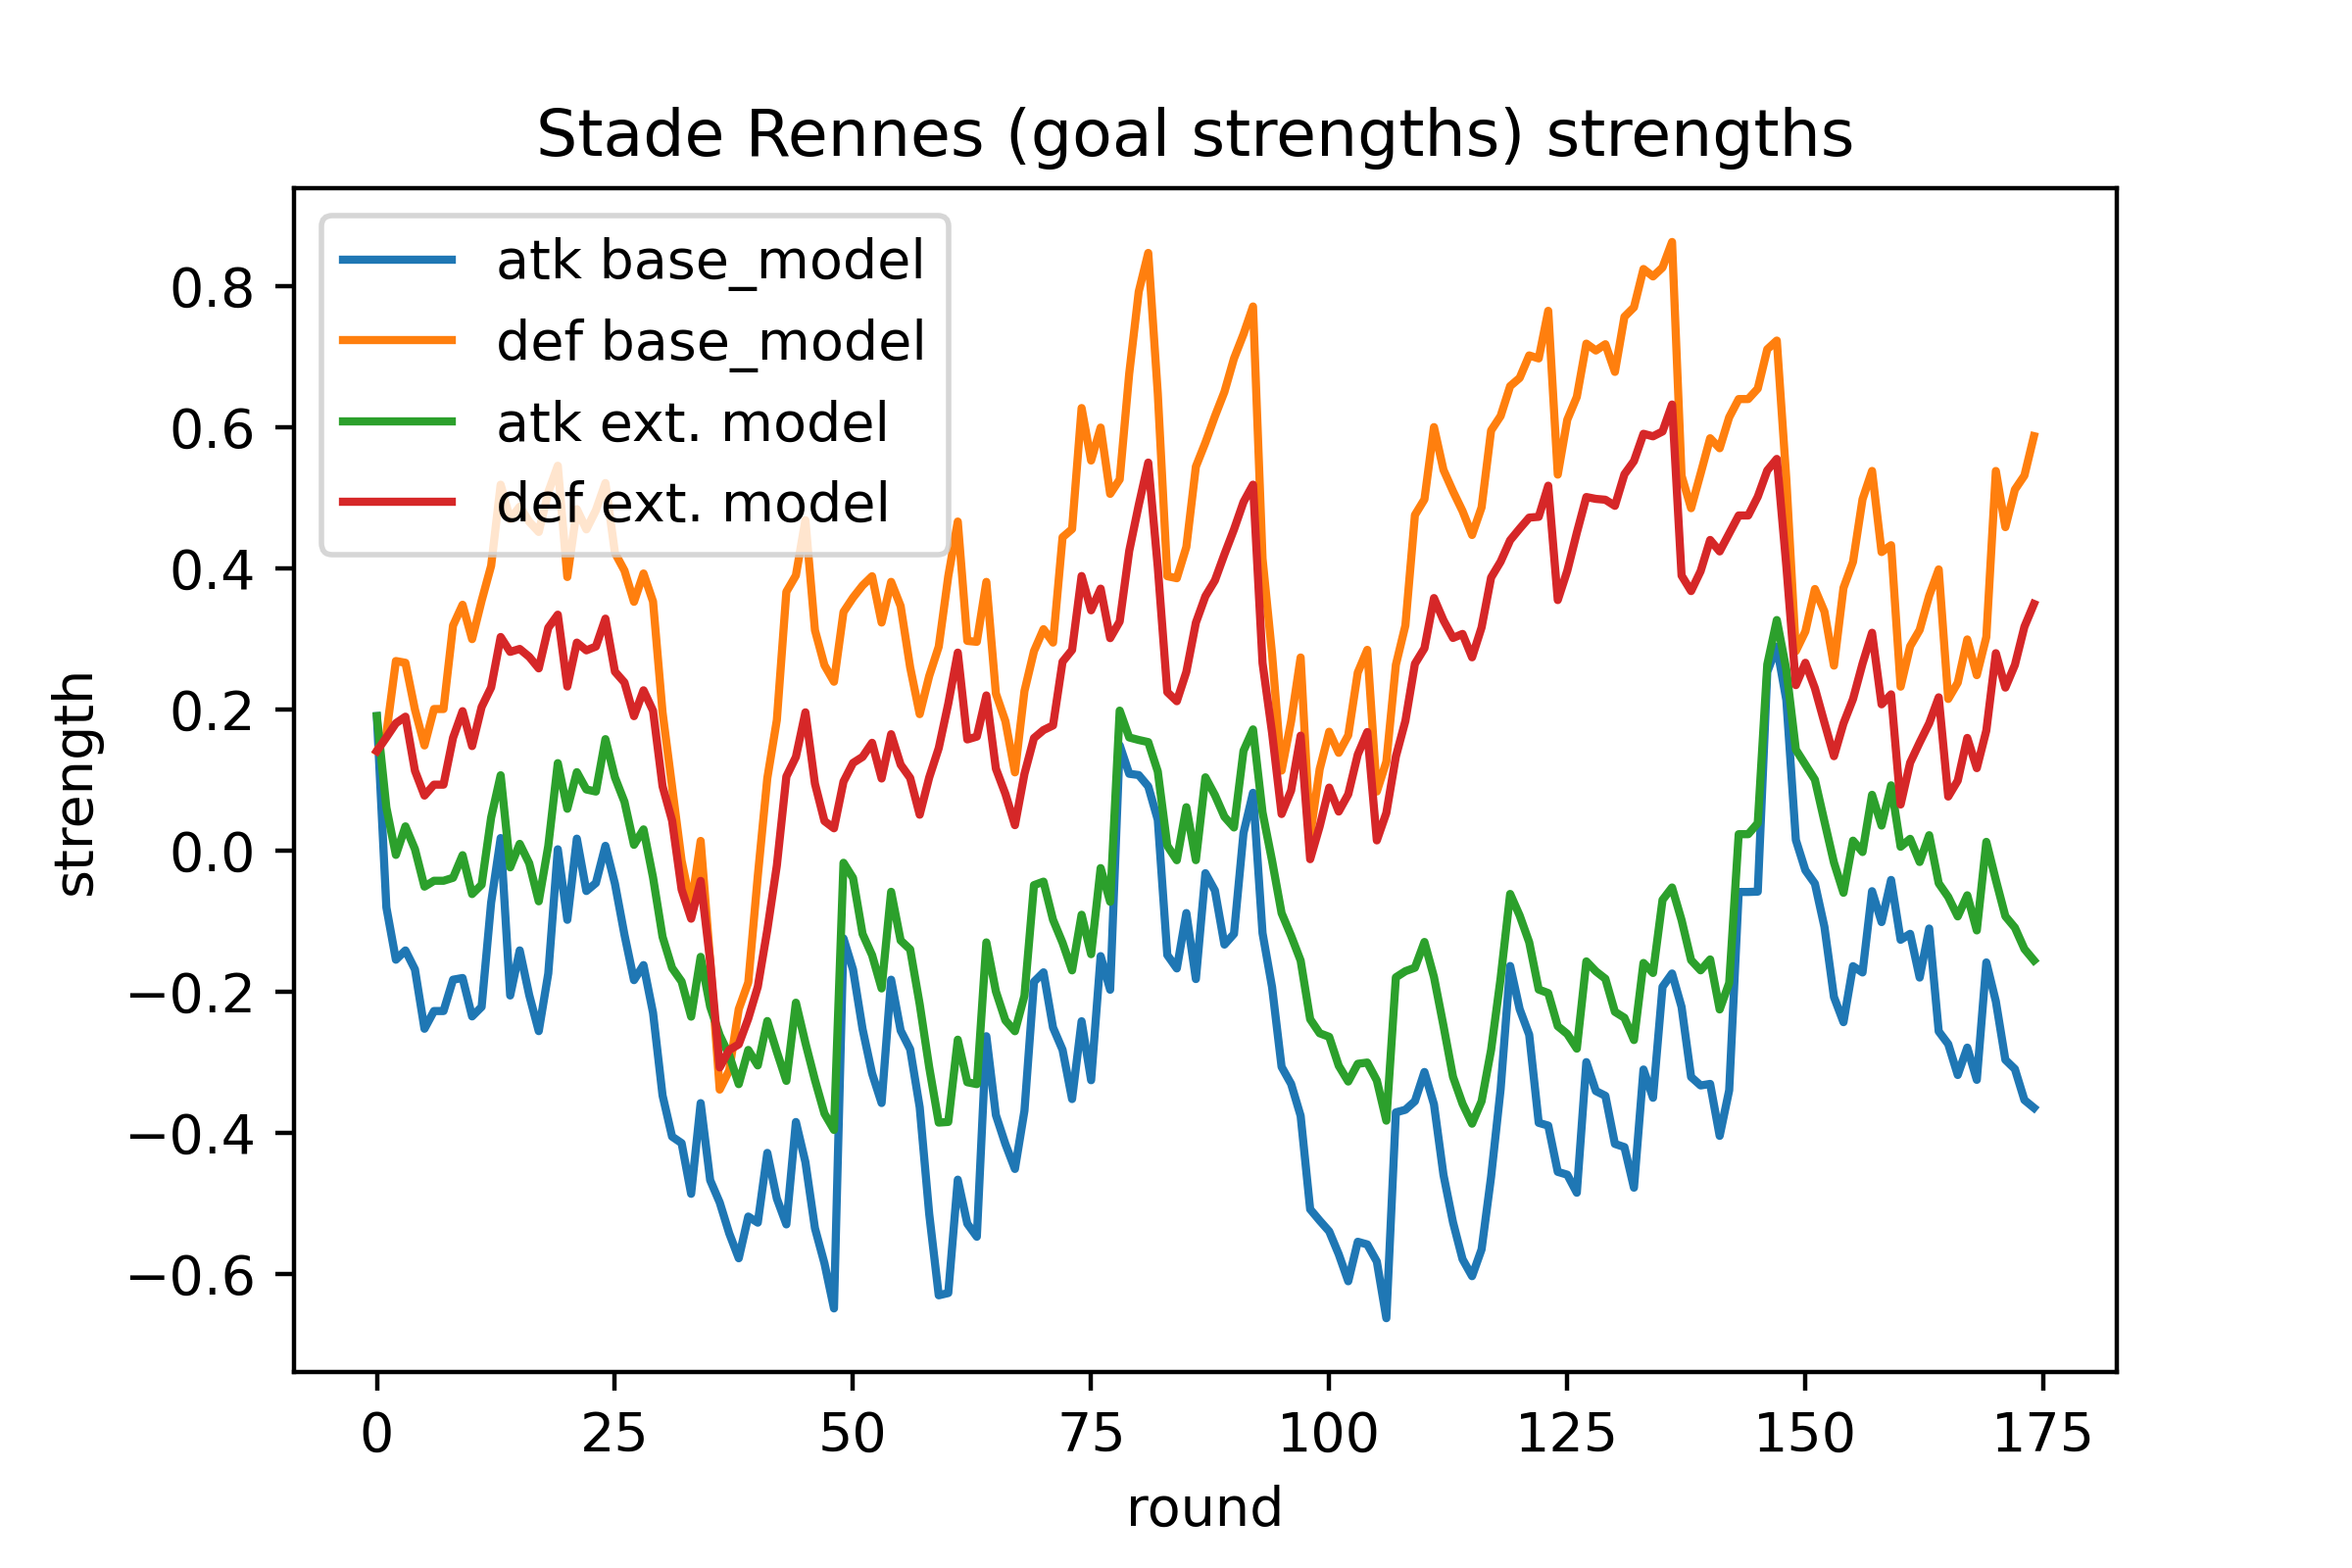 Stade Rennes (goal strengths) strengths
atk base_model
def base_model
atk ext. model
def ext. model
strength
0.8
0.6
0.4
0.2
0.0
−0.2
−0.4
−0.6
0 25 50 75 100 125 150 175
round